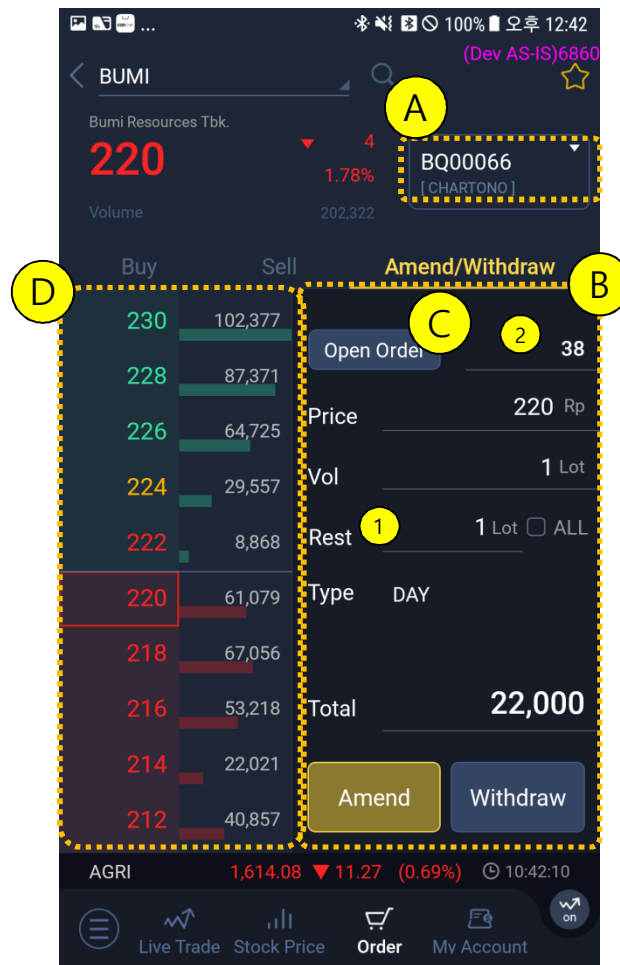 ... 100% 오후 12:42
(Dev AS-IS)6860
BUMI
A
Bumi Resources Tbk.
220
4
1.78%
BQ00066
[ CHARTONO ]
Volume
202,322
Buy
Sell
Amend/Withdraw
D
B
230 102,377
228 87,371
226 64,725
224 29,557
222 8,868
220 61,079
218 67,056
216 53,218
214 22,021
212 40,857
C
Open Order
2
38
Price 220 Rp
Vol 1 Lot
Rest 1 1 Lot ALL
Type DAY
Total 22,000
Amend
Withdraw
AGRI 1,614.08 ▼ 11.27 (0.69%) 10:42:10
on
Live Trade Stock Price Order My Account